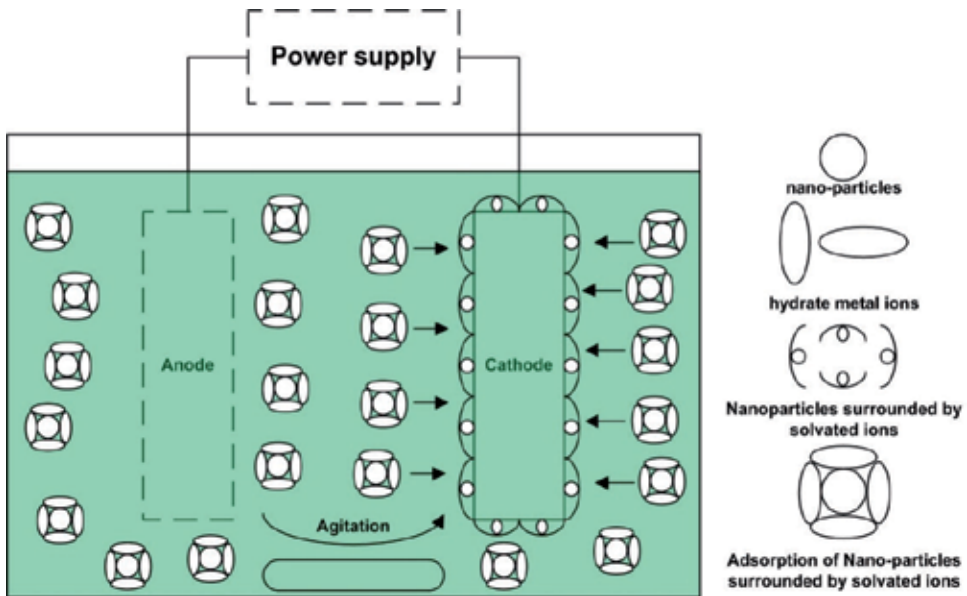 Power supply
Anode
Cathode
Agitation
nano-particles
hydrate metal ions
Nanoparticles surrounded by
solvated ions
Adsorption of Nano-particles
surrounded by solvated ions